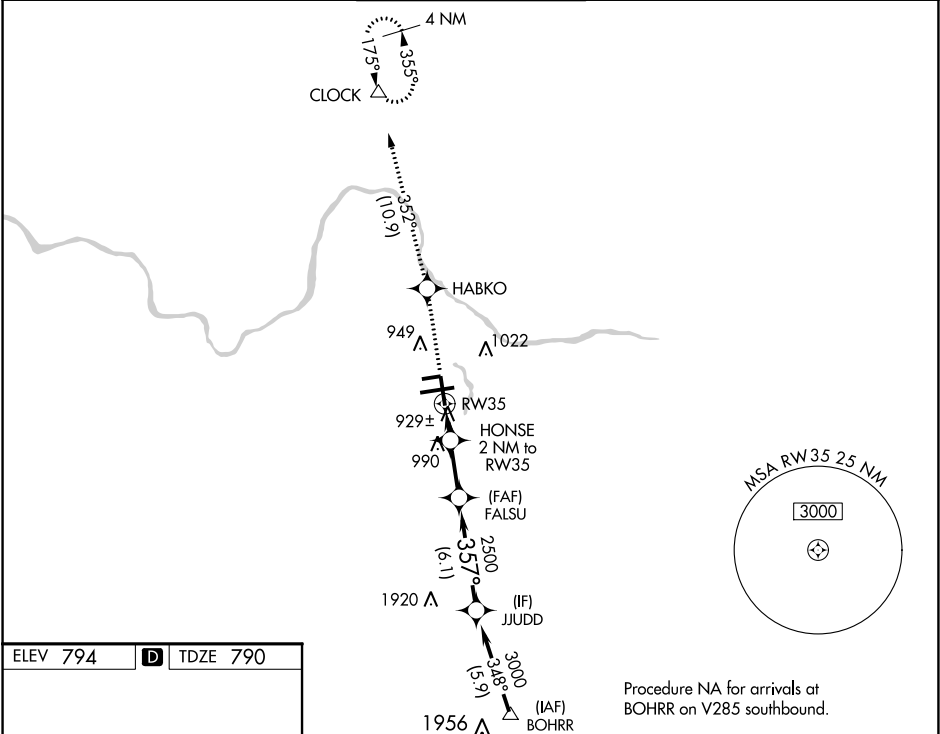 4 NM
175°
355°
CLOCK
352°
(10.9)
HABKO
949
1022
RW35
929±
HONSE
2 NM to
RW35
990
(FAF)
FALSU
2500
357°
(6.1)
1920
(IF)
JJUDD
3000
348°
(5.9)
(IAF)
BOHRR
1956
MSA RW35 25 NM
3000
Procedure NA for arrivals at
BOHRR on V285 southbound.
ELEV 794 D TDZE 790